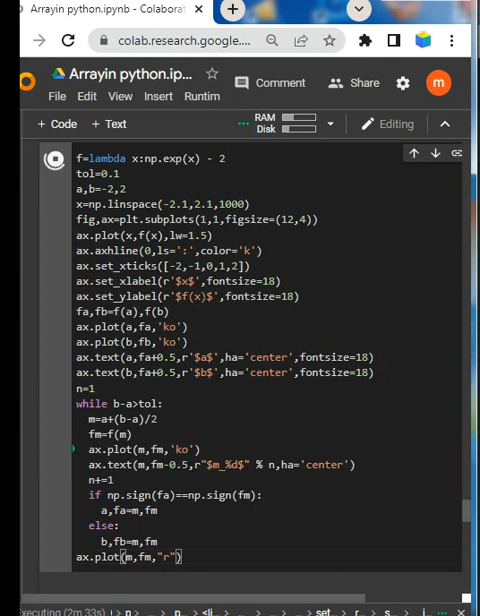 Arrayin python.ipynb - Colabora
colab.research.google....
Arrayin python.ip...
Comment
Share
m
File Edit View Insert Runtim
+ Code + Text
RAM
Disk
Editing
f=lambda x:np.exp(x) - 2
tol=0.1
a,b=-2,2
x=np.linspace(-2.1,2.1,1000)
fig,ax=plt.subplots(1,1,figsize=(12,4))
ax.plot(x,f(x),lw=1.5)
ax.axhline(0,ls=':',color='k')
ax.set_xticks([-2,-1,0,1,2])
ax.set_xlabel(r'$x$',fontsize=18)
ax.set_ylabel(r'$f(x)$',fontsize=18)
fa,fb=f(a),f(b)
ax.plot(a,fa,'ko')
ax.plot(b,fb,'ko')
ax.text(a,fa+0.5,r'$a$',ha='center',fontsize=18)
ax.text(b,fa+0.5,r'$b$',ha='center',fontsize=18)
n=1
while b-a>tol:
m=a+(b-a)/2
fm=f(m)
ax.plot(m,fm,'ko')
ax.text(m,fm-0.5,r"$m_%d$" % n,ha='center')
n+=1
if np.sign(fa)==np.sign(fm):
a,fa=m,fm
else:
b,fb=m,fm
ax.plot(m,fm,"r")
Executing (2m 33s) <li... set... r... s... i...